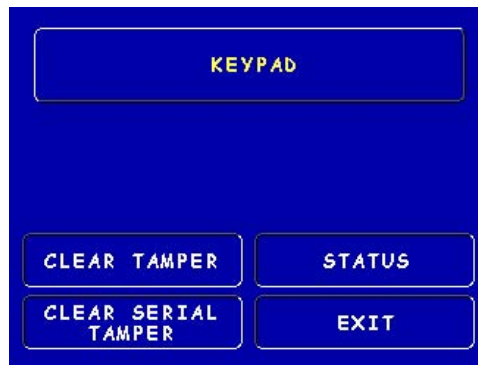 KEYPAD
CLEAR TAMPER
STATUS
CLEAR SERIAL
TAMPER
EXIT